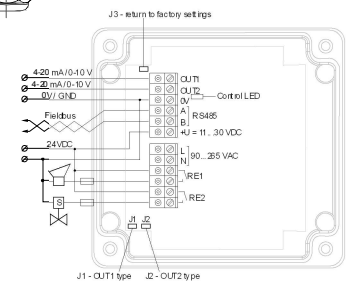 J3 - return to factory settings
4-20 mA/0-10 V
OUT1
4-20 mA/0-10 V
OUT2
0V/ GND
0V
Control LED
Fieldbus
A
B
RS485
24VDC
+U = 11...30 VDC
L
N
90...265 VAC
RE1
S
RE2
J1 J2
J1 - OUT1 type
J2 - OUT2 type